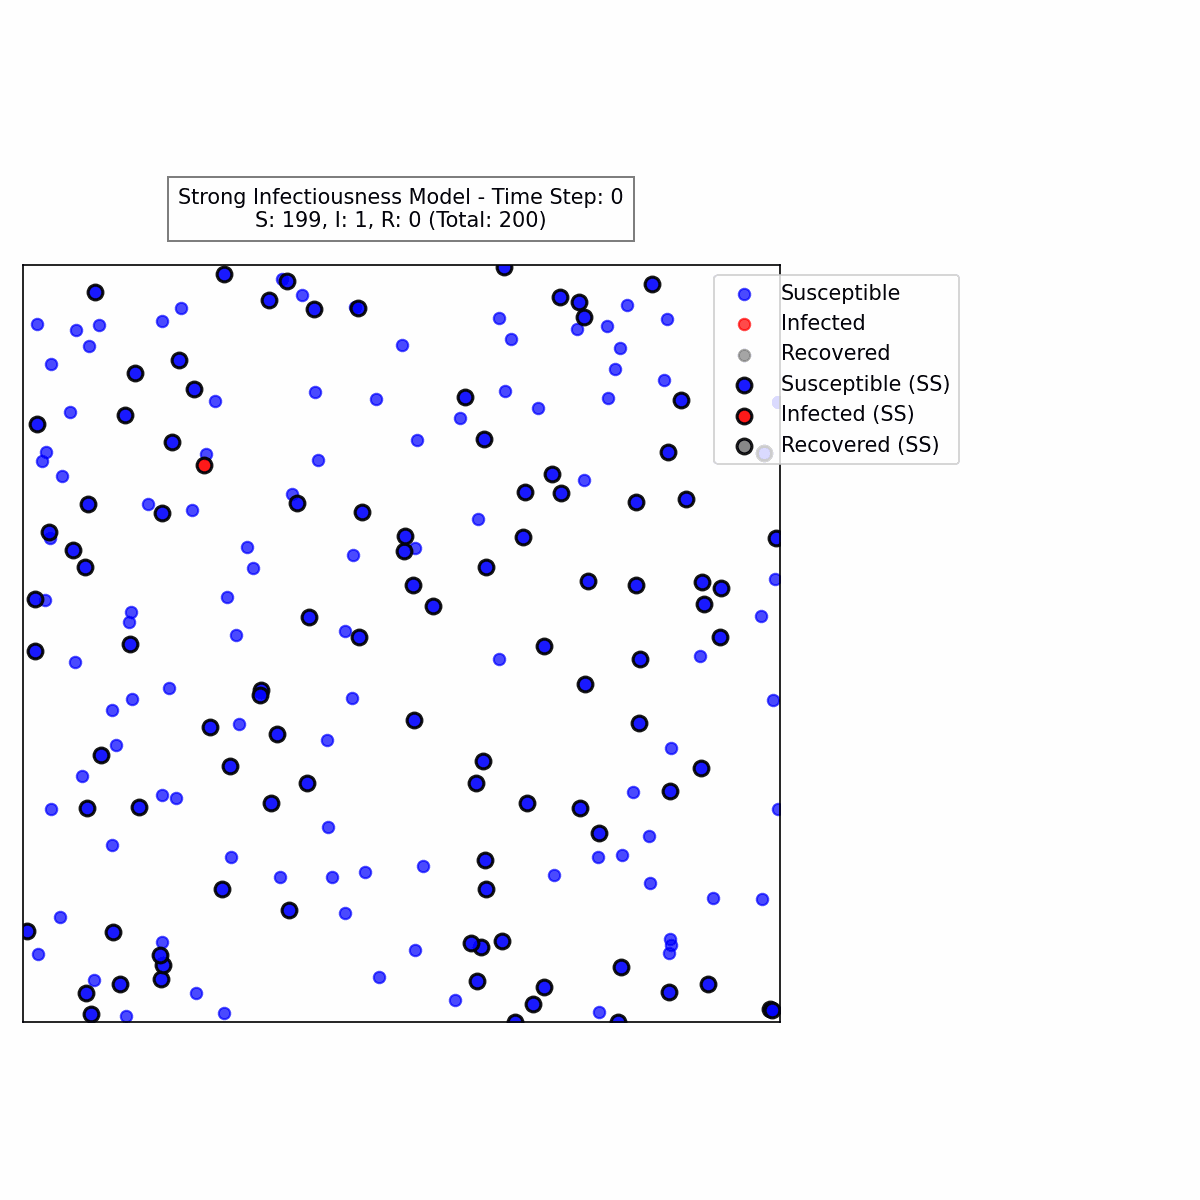 Strong Infectiousness Model - Time Step: 0
S: 199, I: 1, R: 0 (Total: 200)
Susceptible
Infected
Recovered
Susceptible (SS)
Infected (SS)
Recovered (SS)